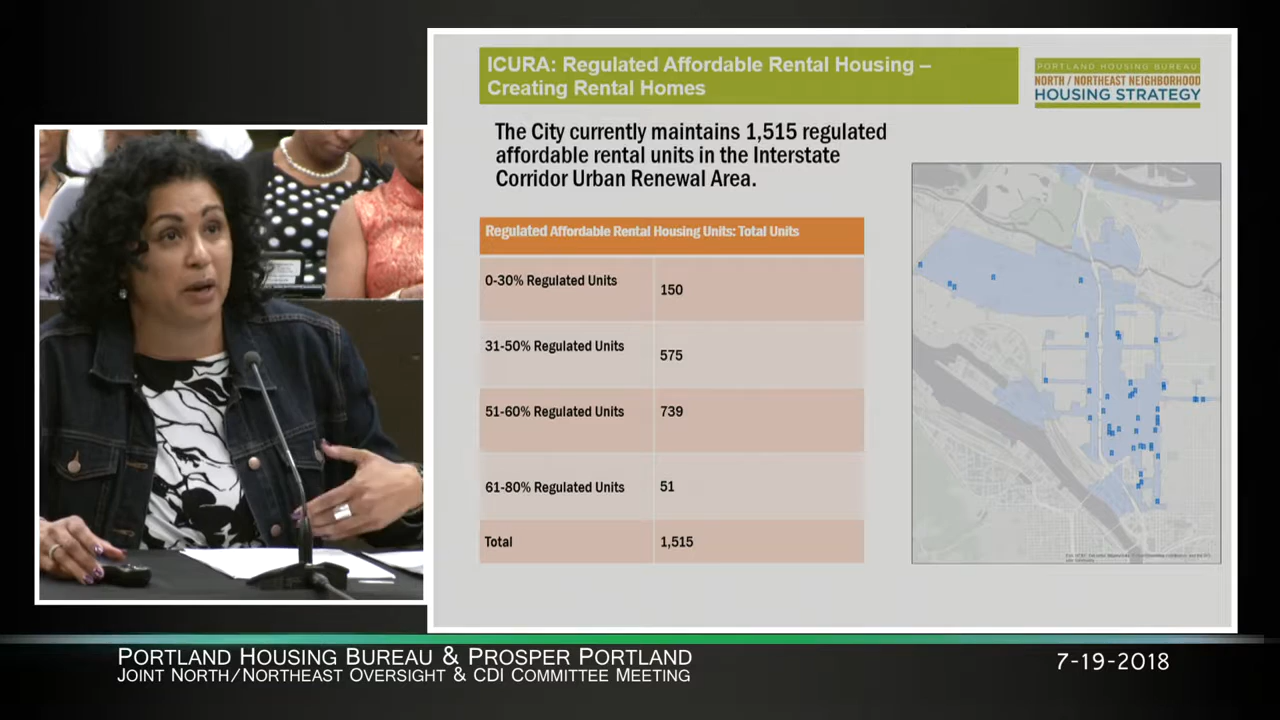 ICURA: Regulated Affordable Rental Housing –
Creating Rental Homes
PORTLAND HOUSING BUREAU
NORTH / NORTHEAST NEIGHBORHOOD
HOUSING STRATEGY
The City currently maintains 1,515 regulated
affordable rental units in the Interstate
Corridor Urban Renewal Area.
Regulated Affordable Rental Housing Units: Total Units
0-30% Regulated Units
150
31-50% Regulated Units
575
51-60% Regulated Units
739
61-80% Regulated Units
51
Total
1,515
PORTLAND HOUSING BUREAU & PROSPER PORTLAND
JOINT NORTH/NORTHEAST OVERSIGHT & CDI COMMITTEE MEETING
7-19-2018